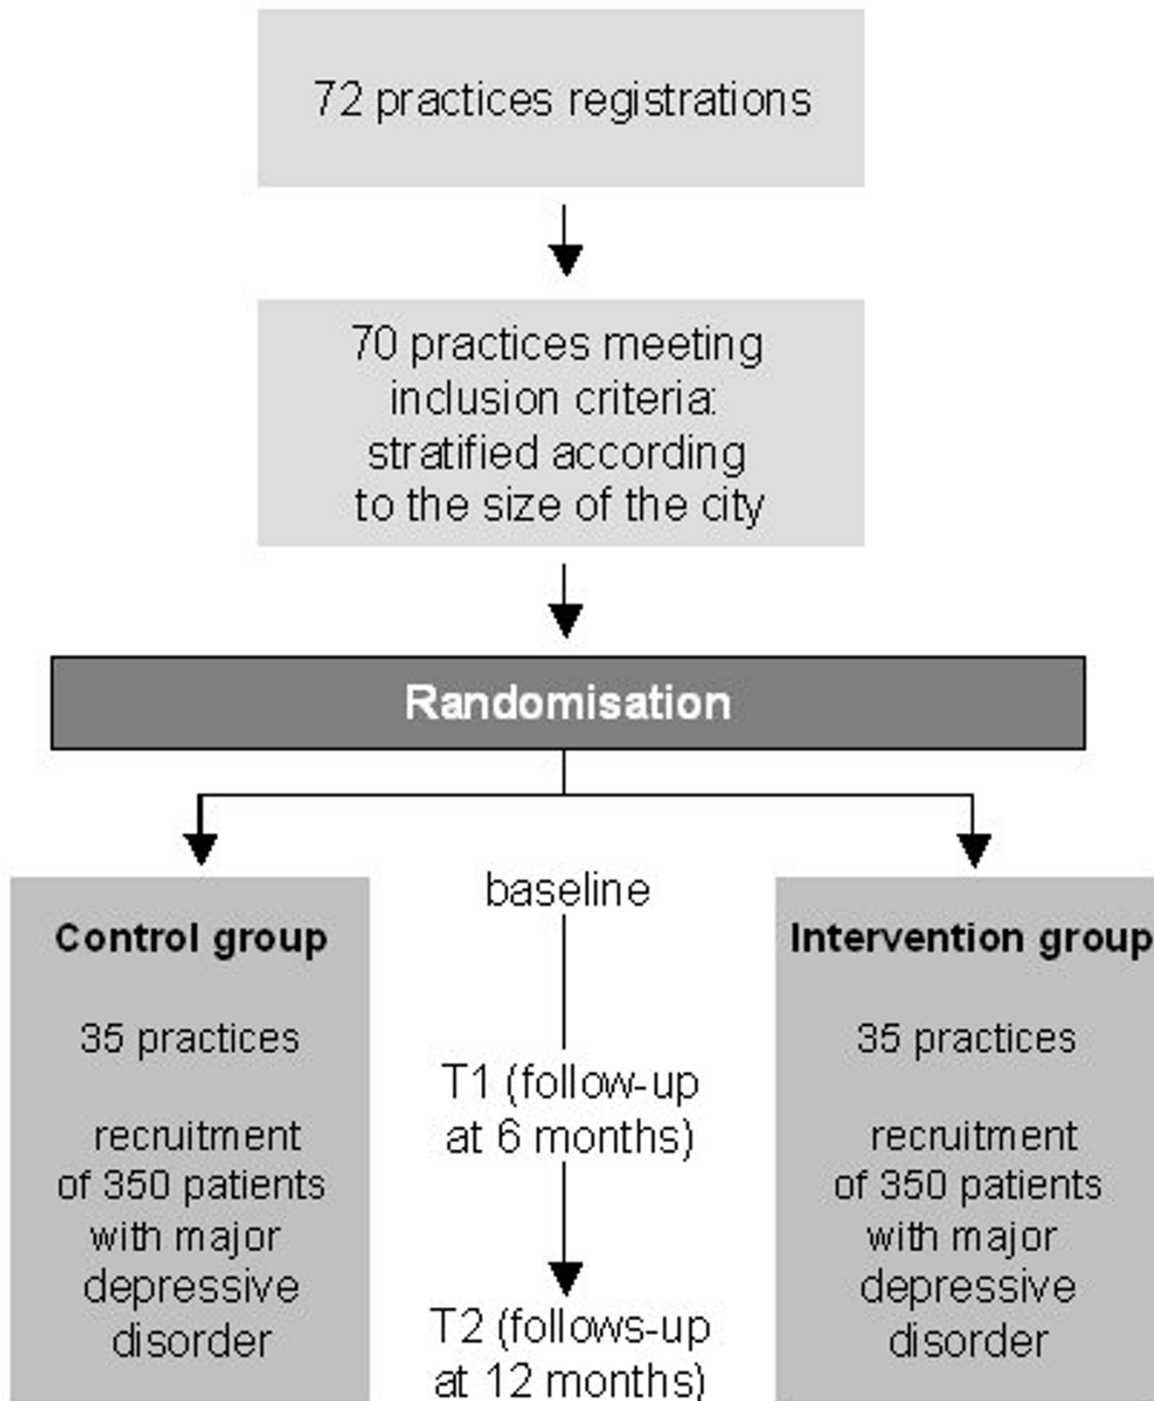 72 practices registrations
70 practices meeting
inclusion criteria:
stratified according
to the size of the city
Randomisation
Control group
35 practices
recruitment
of 350 patients
with major
depressive
disorder
baseline
T1 (follow-up
at 6 months)
T2 (follows-up
at 12 months)
Intervention group
35 practices
recruitment
of 350 patients
with major
depressive
disorder